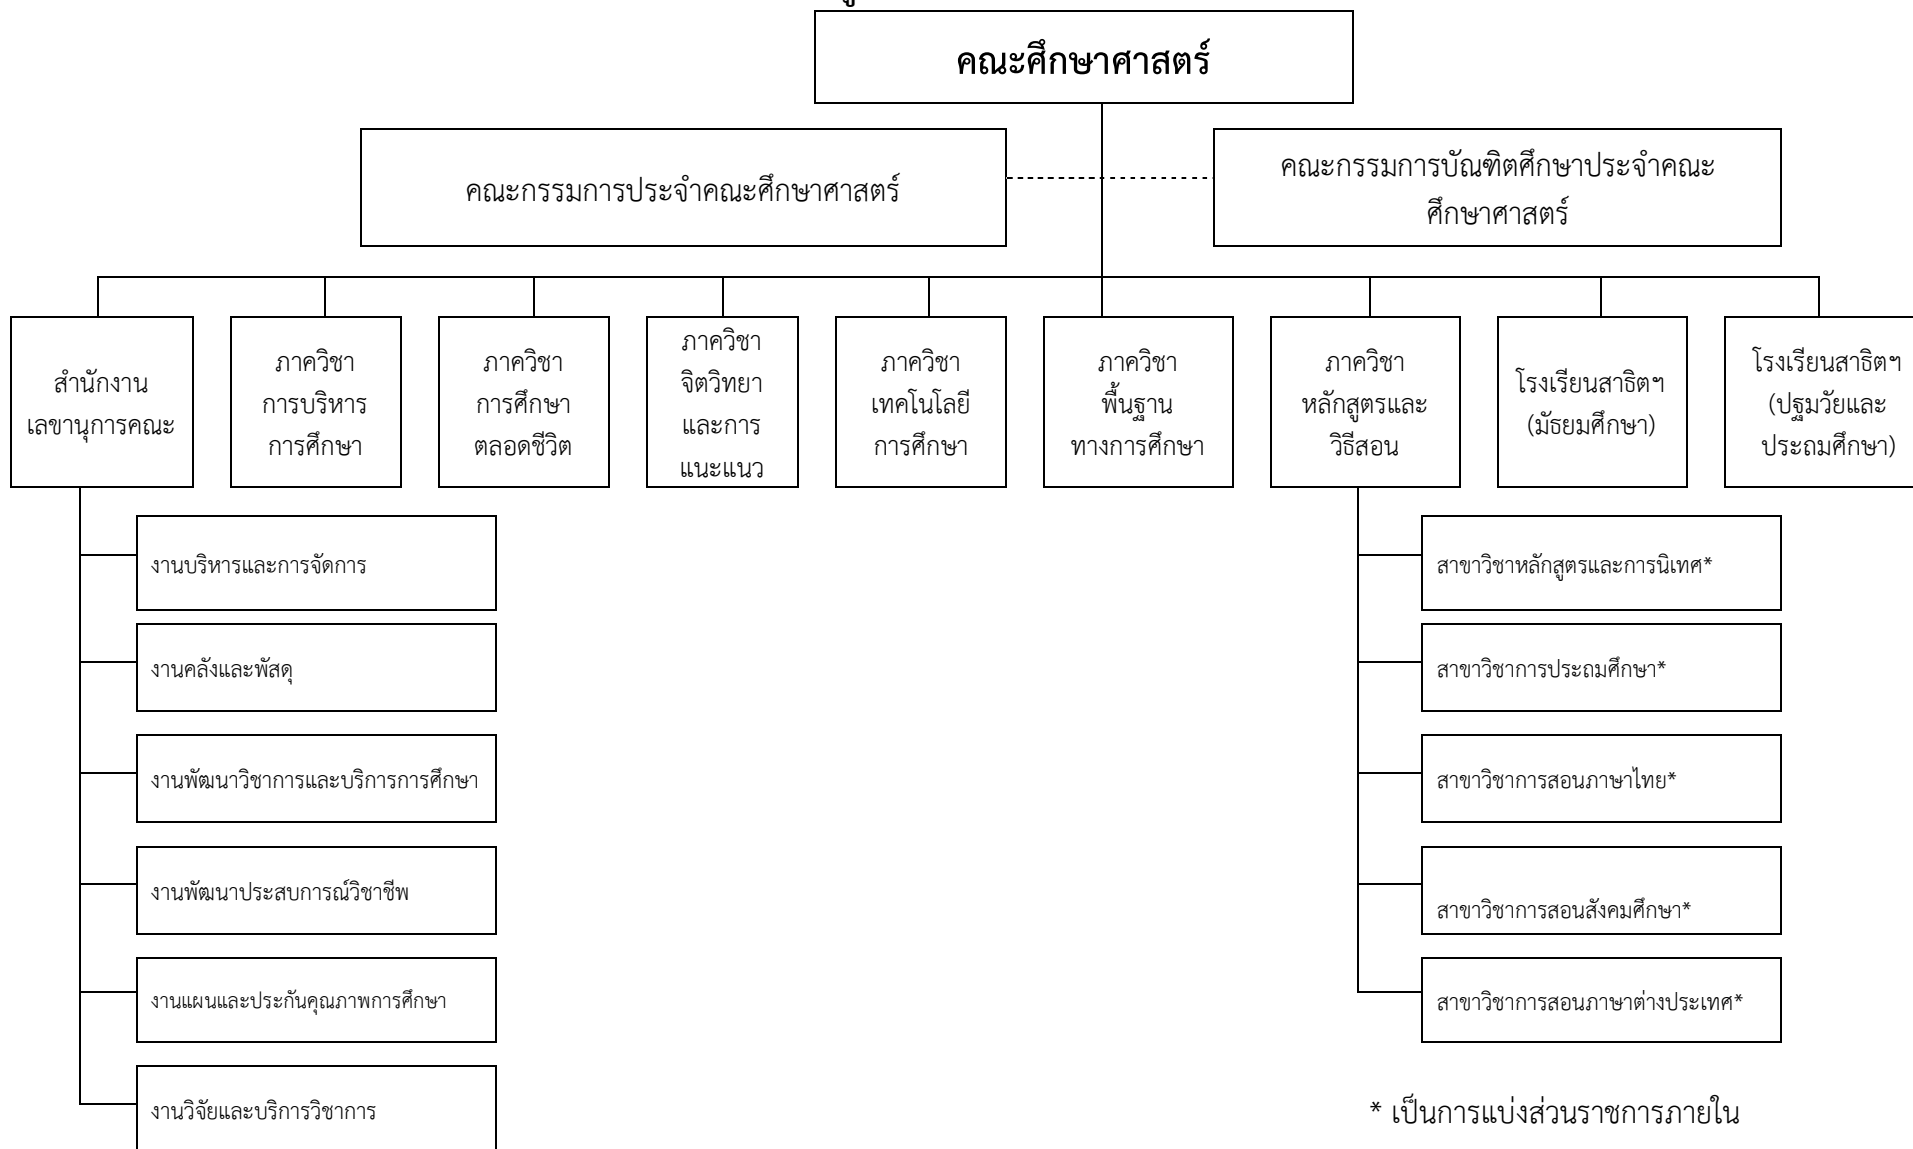 คณะศึกษาศาสตร์
คณะกรรมการประจำคณะศึกษาศาสตร์
คณะกรรมการบัณฑิตศึกษาประจำคณะ
ศึกษาศาสตร์
สำนักงาน
เลขานุการคณะ
ภาควิชา
การบริหาร
การศึกษา
ภาควิชา
การศึกษา
ตลอดชีวิต
ภาควิชา
จิตวิทยา
และการ
แนะแนว
ภาควิชา
เทคโนโลยี
การศึกษา
ภาควิชา
พื้นฐาน
ทางการศึกษา
ภาควิชา
หลักสูตรและ
วิธีสอน
โรงเรียนสาธิตฯ
(มัธยมศึกษา)
โรงเรียนสาธิตฯ
(ปฐมวัยและ
ประถมศึกษา)
งานบริหารและการจัดการ
งานคลังและพัสดุ
งานพัฒนาวิชาการและบริการการศึกษา
งานพัฒนาประสบการณ์วิชาชีพ
งานแผนและประกันคุณภาพการศึกษา
งานวิจัยและบริการวิชาการ
สาขาวิชาหลักสูตรและการนิเทศ*
สาขาวิชาการประถมศึกษา*
สาขาวิชาการสอนภาษาไทย*
สาขาวิชาการสอนสังคมศึกษา*
สาขาวิชาการสอนภาษาต่างประเทศ*
* เป็นการแบ่งส่วนราชการภายใน